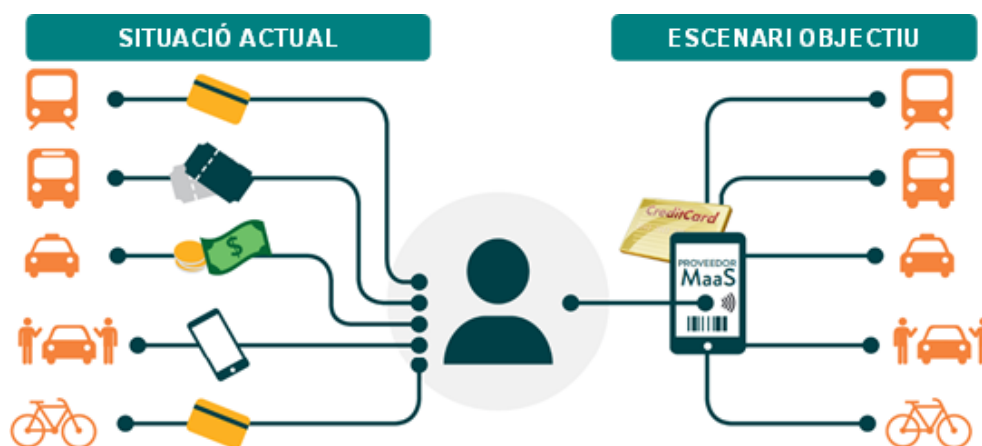 SITUACIÓ ACTUAL
ESCENARI OBJECTIU
$
CreditCard
PROVEEDOR
MaaS